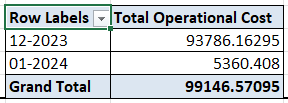 Row Labels Total Operational Cost
12-2023 93786.16295
01-2024 5360.408
Grand Total 99146.57095